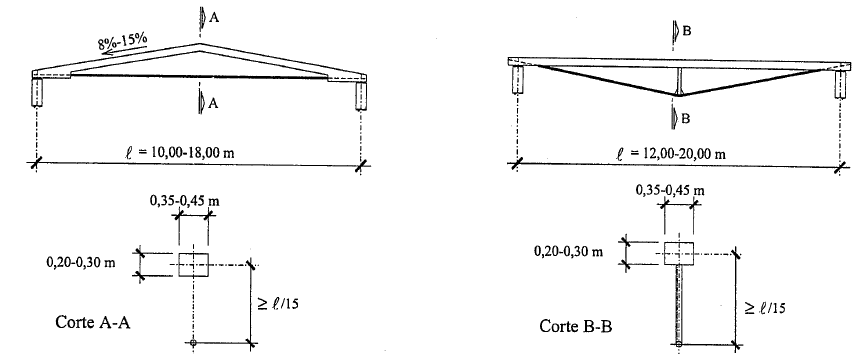 A
8%-15%
A
ℓ = 10,00-18,00 m
0,35-0,45 m
0,20-0,30 m
≥ ℓ/15
Corte A-A
B
B
ℓ = 12,00-20,00 m
0,35-0,45 m
0,20-0,30 m
≥ ℓ/15
Corte B-B